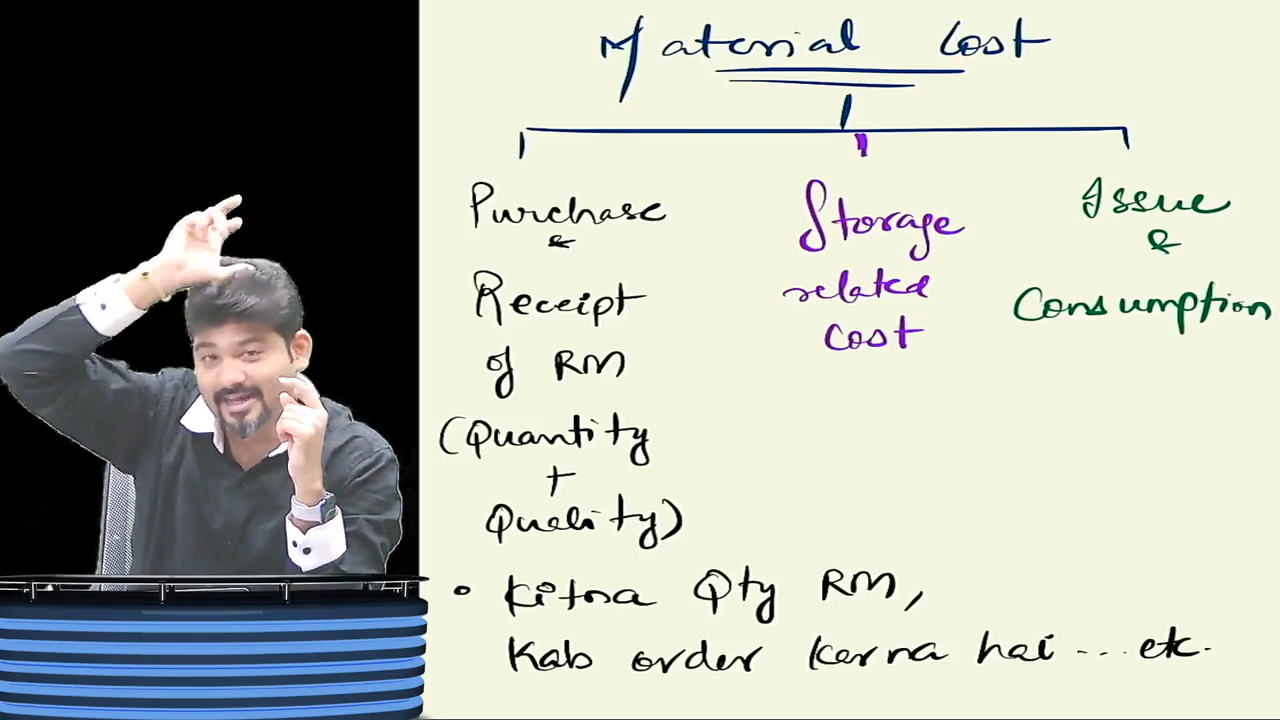 Material Cost
Purchase
&
Receipt
of RM
(Quantity
+
Quality)
Storage
related
cost
Issue
&
Consumption
• Kitna Qty RM,
Kab order karna hai ... etc.